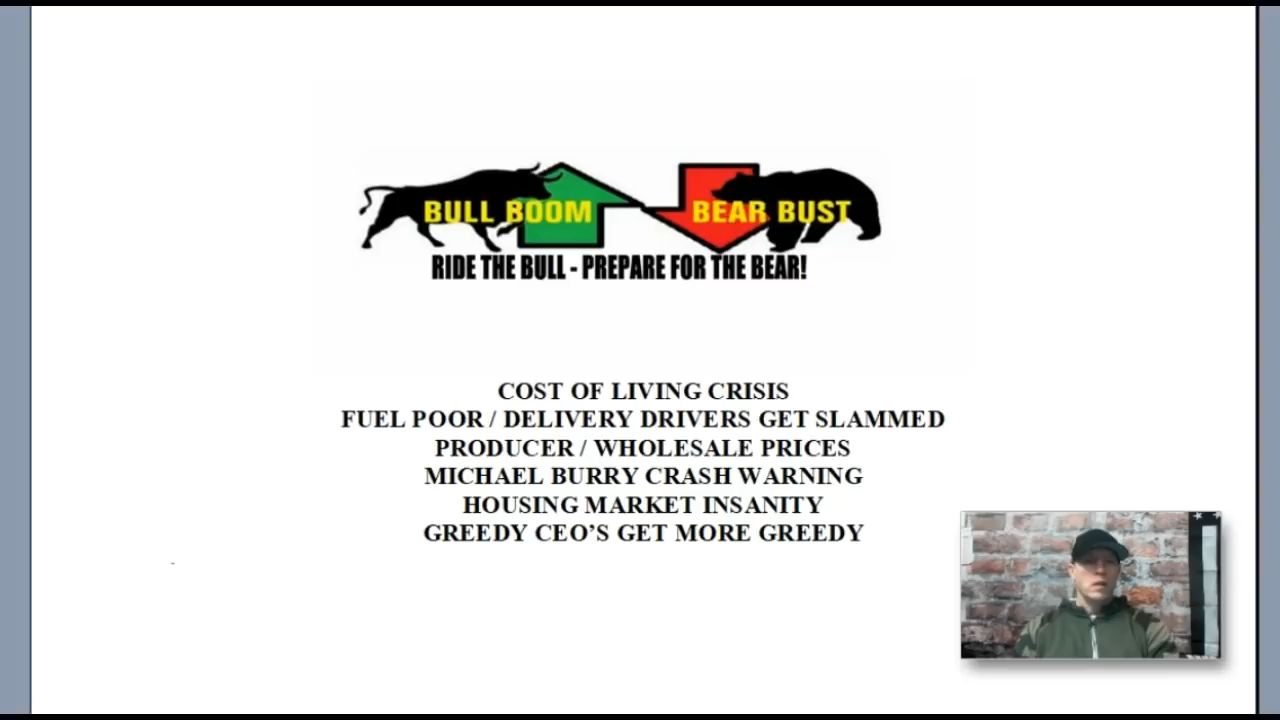 BULL BOOM BEAR BUST
RIDE THE BULL - PREPARE FOR THE BEAR!
COST OF LIVING CRISIS
FUEL POOR / DELIVERY DRIVERS GET SLAMMED
PRODUCER / WHOLESALE PRICES
MICHAEL BURRY CRASH WARNING
HOUSING MARKET INSANITY
GREEDY CEO’S GET MORE GREEDY